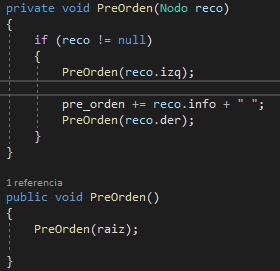 private void PreOrden(Nodo reco)
{
if (reco != null)
{
PreOrden(reco.izq);
pre_orden += reco.info + " ";
PreOrden(reco.der);
}
}
1 referencia
public void PreOrden()
{
PreOrden(raiz);
}